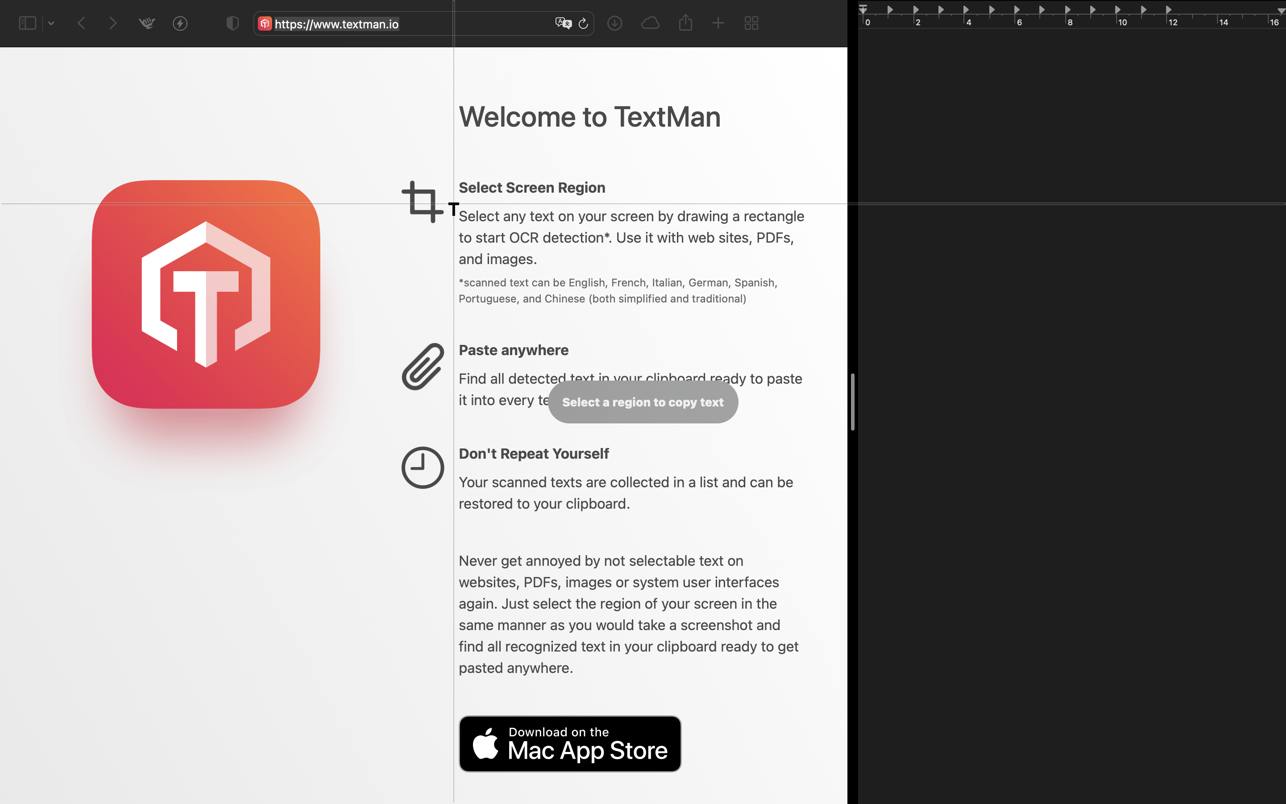 https://www.textman.io
0 2 4 6 8 10 12 14 16
Welcome to TextMan
Select Screen Region
T
Select any text on your screen by drawing a rectangle
to start OCR detection*. Use it with web sites, PDFs,
and images.
*scanned text can be English, French, Italian, German, Spanish,
Portuguese, and Chinese (both simplified and traditional)
Paste anywhere
Find all detected text in your clipboard ready to paste
it into every
Select a region to copy text
Don't Repeat Yourself
Your scanned texts are collected in a list and can be
restored to your clipboard.
Never get annoyed by not selectable text on
websites, PDFs, images or system user interfaces
again. Just select the region of your screen in the
same manner as you would take a screenshot and
find all recognized text in your clipboard ready to get
pasted anywhere.
Download on the
Mac App Store